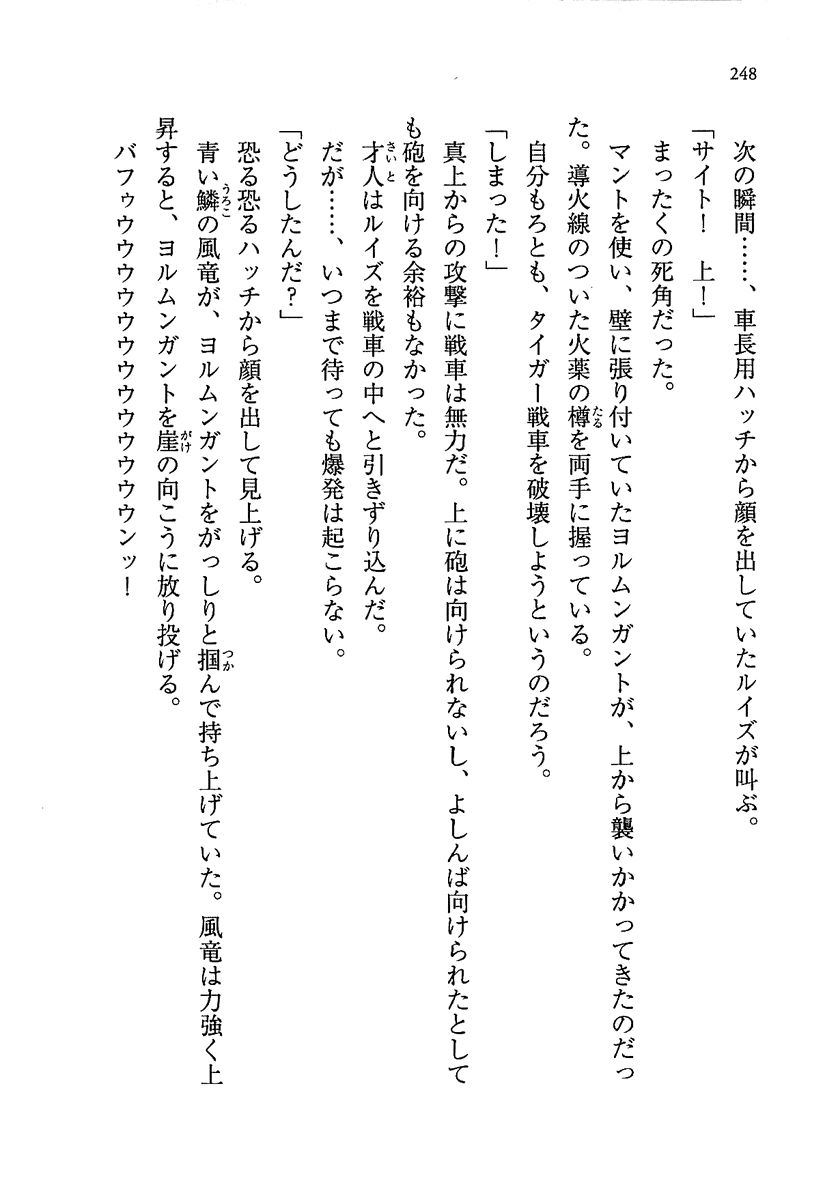 248
次の瞬間……、車長用ハッチから顔を出していたルイズが叫ぶ。
「サイト！　上！」
まったくの死角だった。
マントを使い、壁に張り付いていたヨルムンガントが、上から襲いかかってきたのだっ
た。導火線のついた火薬の樽を両手に握っている。
自分もろとも、タイガー戦車を破壊しようというのだろう。
「しまった！」
真上からの攻撃に戦車は無力だ。上に砲は向けられないし、よしんば向けられたとして
も砲を向ける余裕もなかった。
才人はルイズを戦車の中へと引きずり込んだ。
だが……、いつまで待っても爆発は起こらない。
「どうしたんだ？」
恐る恐るハッチから顔を出して見上げる。
青い鱗の風竜が、ヨルムンガントをがっしりと掴んで持ち上げていた。風竜は力強く上
昇すると、ヨルムンガントを崖の向こうに放り投げる。
バフゥウウウウウウウウウウウウウンッ！